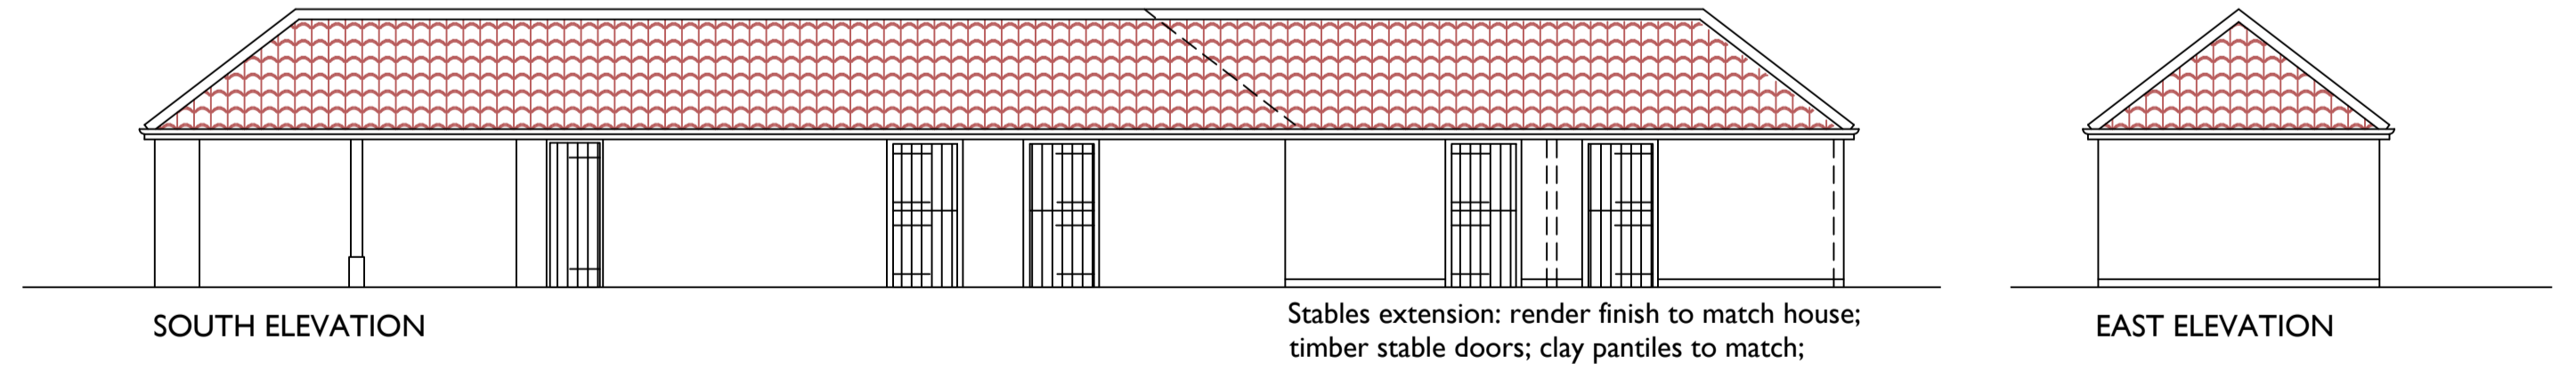 SOUTH ELEVATION
Stables extension: render finish to match house;
timber stable doors; clay pantiles to match;
EAST ELEVATION